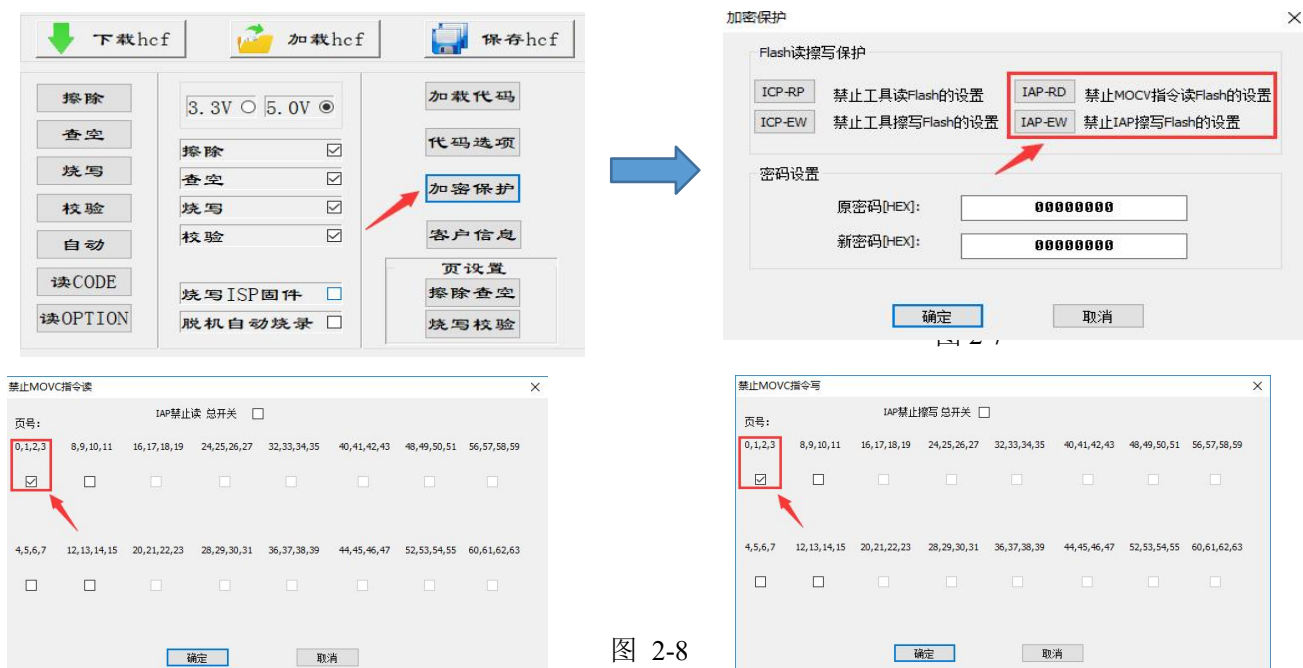 下载hcf
加载hcf
保存hcf
擦除
查空
烧写
校验
自动
读CODE
读OPTION
3.3V
5.0V
擦除
查空
烧写
校验
烧写ISP固件
脱机自动烧录
加载代码
代码选项
加密保护
客户信息
页设置
擦除查空
烧写校验
加密保护
Flash读擦写保护
ICP-RP 禁止工具读Flash的设置
IAP-RD 禁止MOCV指令读Flash的设置
ICP-EW 禁止工具擦写Flash的设置
IAP-EW 禁止IAP擦写Flash的设置
密码设置
原密码[HEX]: 00000000
新密码[HEX]: 00000000
确定 取消
图 2-7
禁止MOVC指令读
IAP禁止读 总开关
页号:
0,1,2,3 8,9,10,11 16,17,18,19 24,25,26,27 32,33,34,35 40,41,42,43 48,49,50,51 56,57,58,59
4,5,6,7 12,13,14,15 20,21,22,23 28,29,30,31 36,37,38,39 44,45,46,47 52,53,54,55 60,61,62,63
确定 取消
图 2-8
禁止MOVC指令写
IAP禁止擦写 总开关
页号:
0,1,2,3 8,9,10,11 16,17,18,19 24,25,26,27 32,33,34,35 40,41,42,43 48,49,50,51 56,57,58,59
4,5,6,7 12,13,14,15 20,21,22,23 28,29,30,31 36,37,38,39 44,45,46,47 52,53,54,55 60,61,62,63
确定 取消